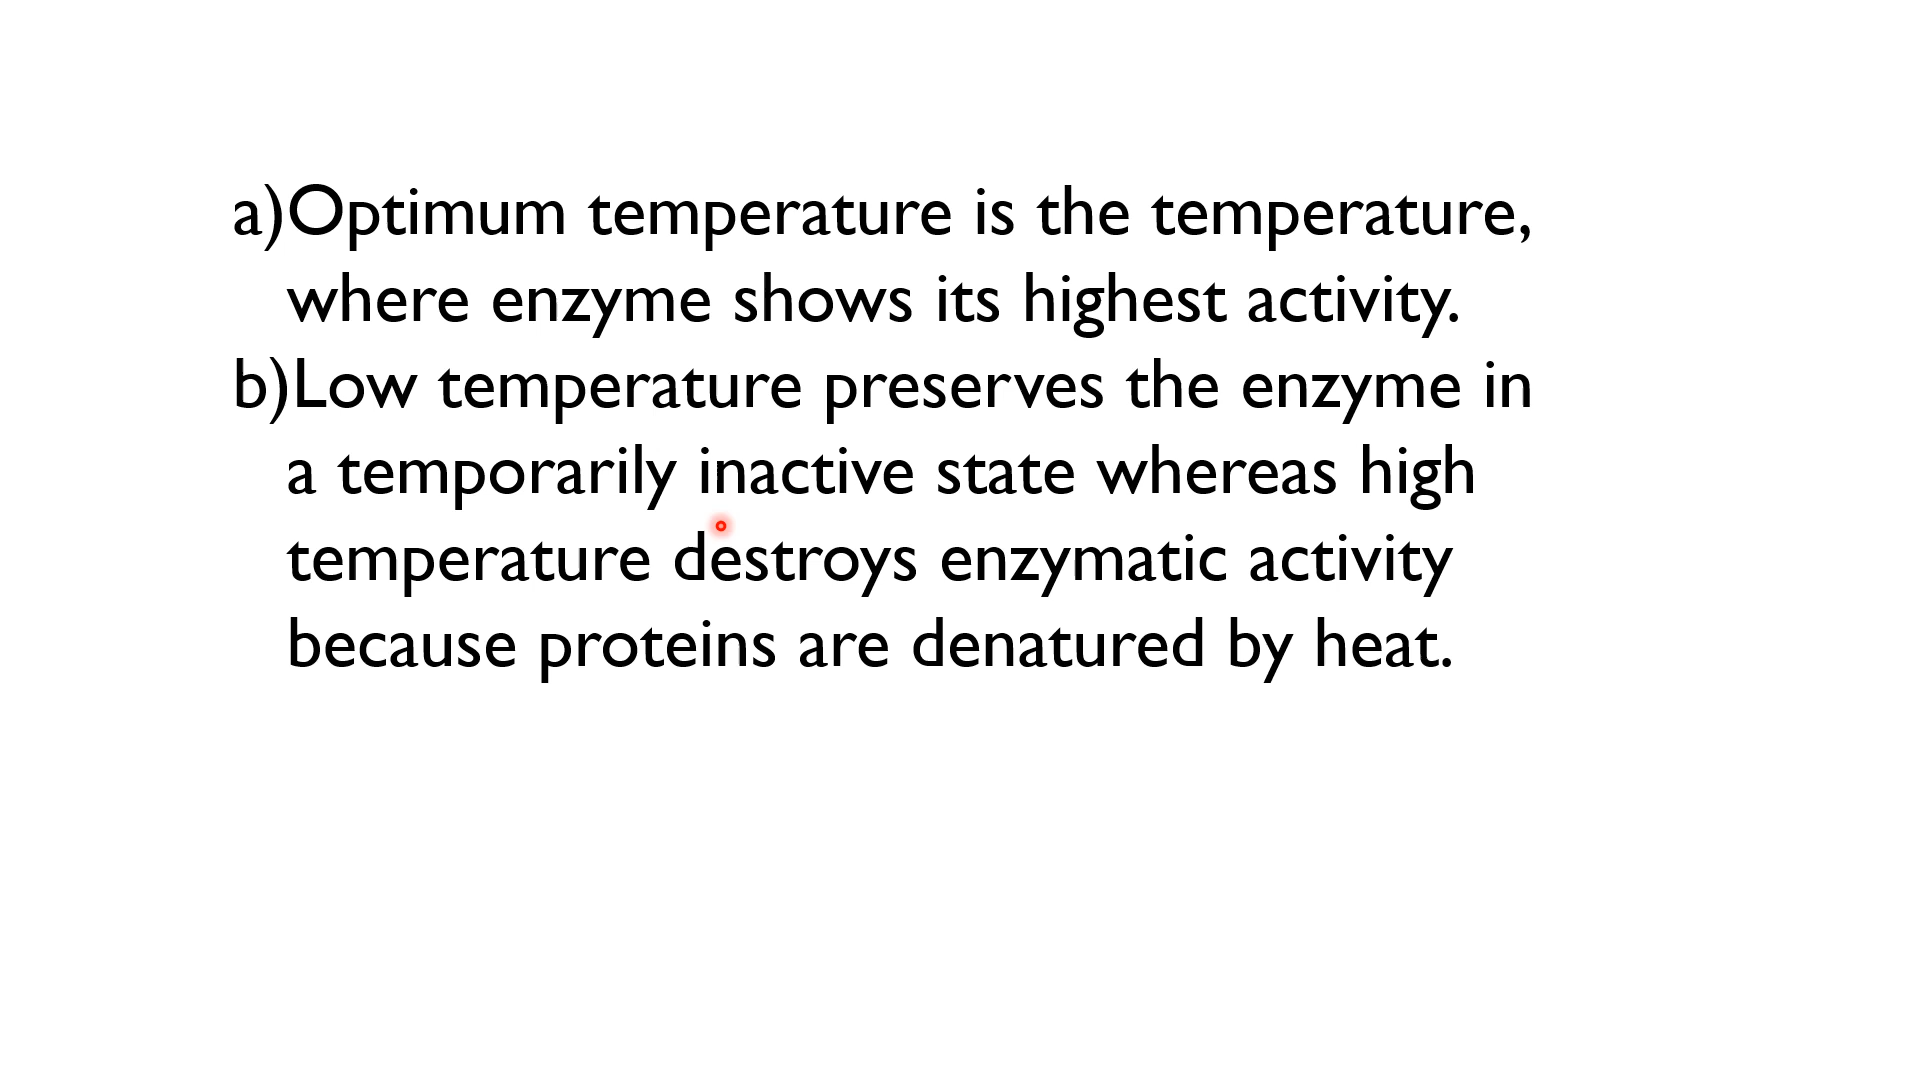 a)Optimum temperature is the temperature,
where enzyme shows its highest activity.
b)Low temperature preserves the enzyme in
a temporarily inactive state whereas high
temperature destroys enzymatic activity
because proteins are denatured by heat.